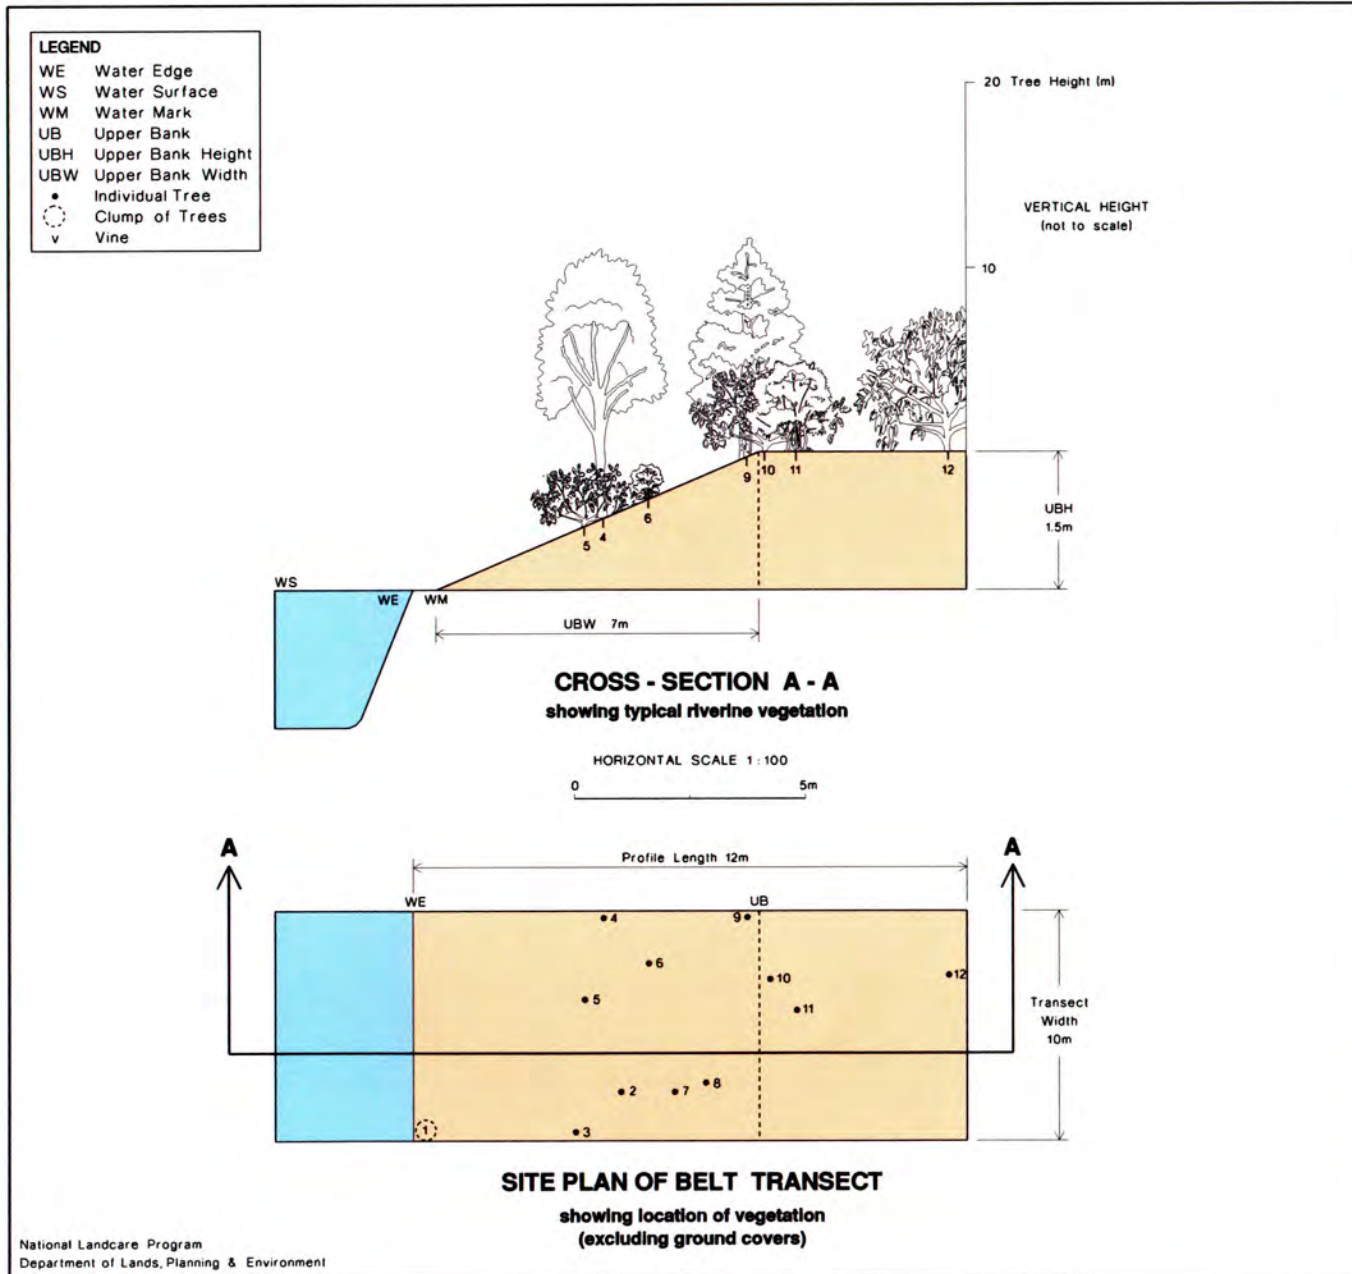 LEGEND
WE Water Edge
WS Water Surface
WM Water Mark
UB Upper Bank
UBH Upper Bank Height
UBW Upper Bank Width
Individual Tree
Clump of Trees
v Vine
20 Tree Height (m)
VERTICAL HEIGHT
(not to scale)
10
9 10 11 12
6
5 4
UBH
1.5m
WS
WE WM
UBW 7m
CROSS - SECTION A - A
showing typical riverine vegetation
HORIZONTAL SCALE 1 : 100
0 5m
A A
Profile Length 12m
WE UB
4 9
6
10 12
5
11
Transect
Width
10m
8
2 7
1 3
SITE PLAN OF BELT TRANSECT
showing location of vegetation
(excluding ground covers)
National Landcare Program
Department of Lands, Planning & Environment